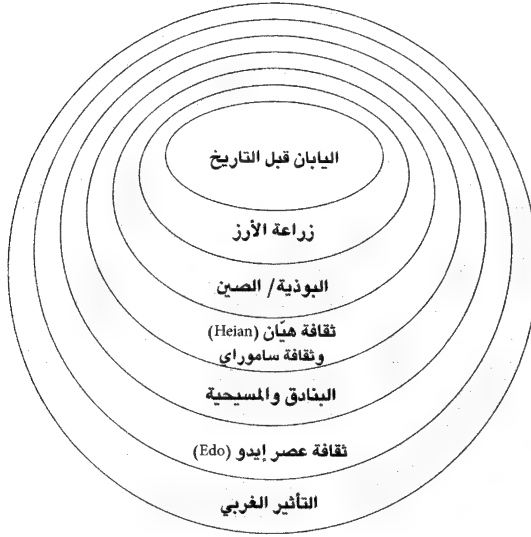 اليابان قبل التاريخ
زراعة الأرز
البوذية/ الصين
ثقافة هيّان (Heian)
وثقافة ساموراي
البنادق والمسيحية
ثقافة عصر إيدو (Edo)
التأثير الغربي